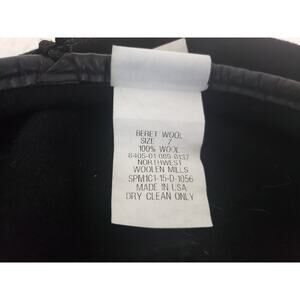 BERET WOOL
SIZE 7
100% WOOL
8405-01-089-0137
NORTHWEST
WOOLEN MILLS
SPM1C1-15-D-1056
MADE IN USA
DRY CLEAN ONLY